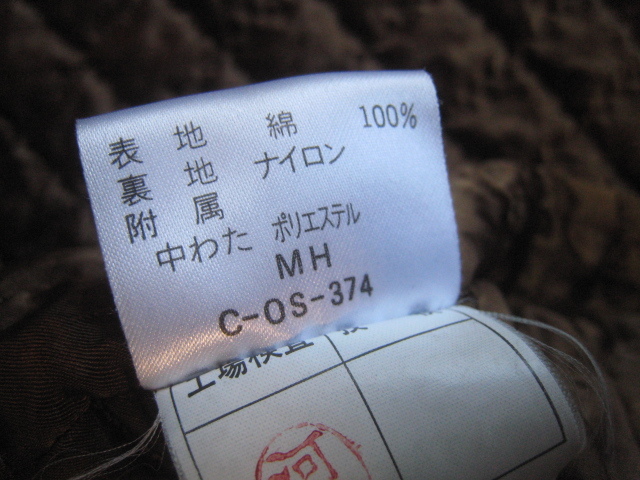 表 地 綿 100%
裏 地 ナイロン
附 属
中わた ポリエステル
MH
C-OS-374
工場検査
河